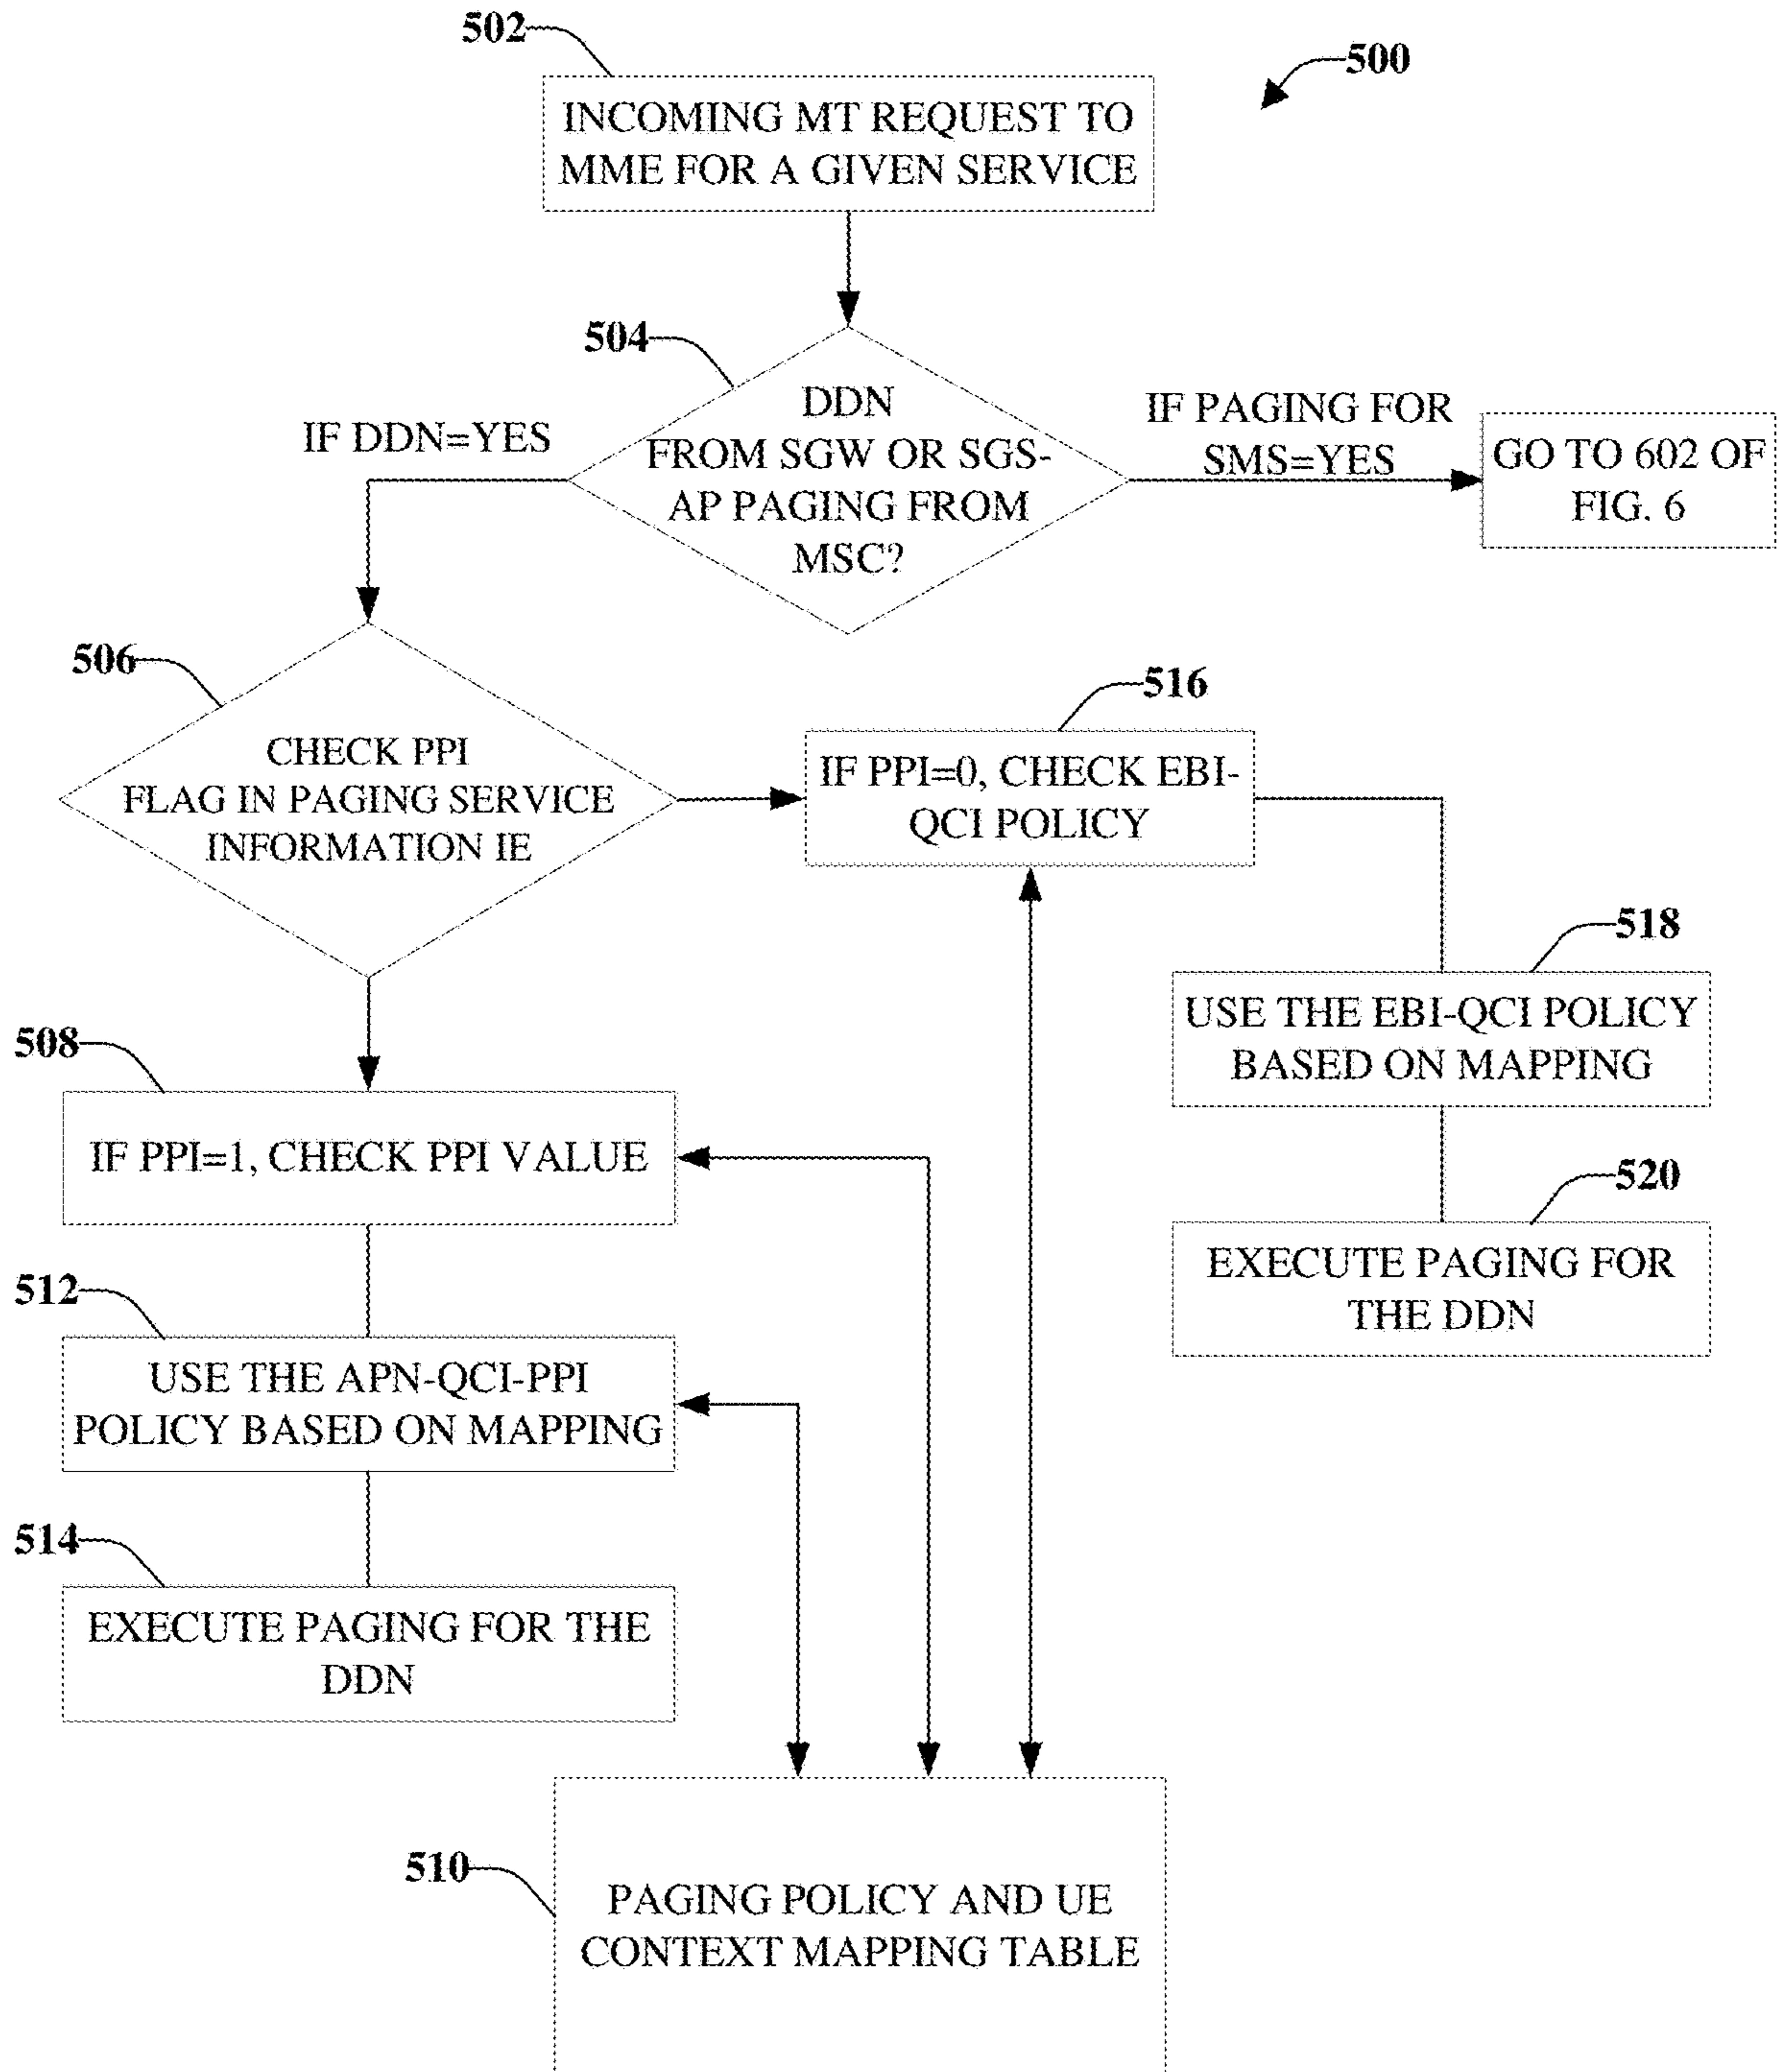 502
500
INCOMING MT REQUEST TO
MME FOR A GIVEN SERVICE
504
DDN
FROM SGW OR SGS-
AP PAGING FROM
MSC?
IF DDN=YES
IF PAGING FOR
SMS=YES
GO TO 602 OF
FIG. 6
506
CHECK PPI
FLAG IN PAGING SERVICE
INFORMATION IE
516
IF PPI=0, CHECK EBI-
QCI POLICY
518
USE THE EBI-QCI POLICY
BASED ON MAPPING
508
IF PPI=1, CHECK PPI VALUE
520
EXECUTE PAGING FOR
THE DDN
512
USE THE APN-QCI-PPI
POLICY BASED ON MAPPING
514
EXECUTE PAGING FOR THE
DDN
510
PAGING POLICY AND UE
CONTEXT MAPPING TABLE